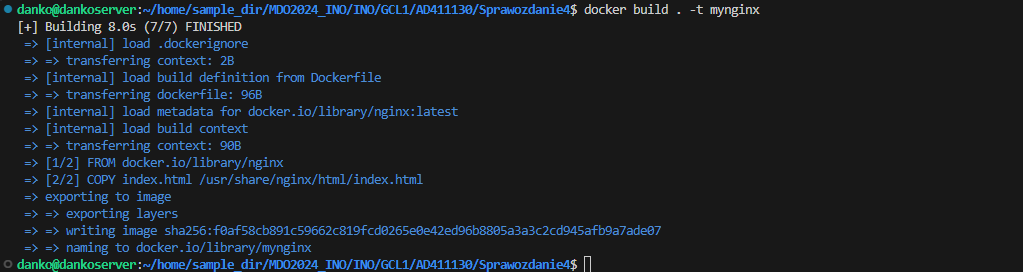 danko@dankoserver:~/home/sample_dir/MDO2024_INO/INO/GCL1/AD411130/Sprawozdanie4$ docker build . -t mynginx
[+] Building 8.0s (7/7) FINISHED
=> [internal] load .dockerignore
=> => transferring context: 2B
=> [internal] load build definition from Dockerfile
=> => transferring dockerfile: 96B
=> [internal] load metadata for docker.io/library/nginx:latest
=> [internal] load build context
=> => transferring context: 90B
=> [1/2] FROM docker.io/library/nginx
=> [2/2] COPY index.html /usr/share/nginx/html/index.html
=> exporting to image
=> => exporting layers
=> => writing image sha256:f0af58cb891c59662c819fcd0265e0e42ed96b8805a3a3c2cd945afb9a7ade07
=> => naming to docker.io/library/mynginx
danko@dankoserver:~/home/sample_dir/MDO2024_INO/INO/GCL1/AD411130/Sprawozdanie4$